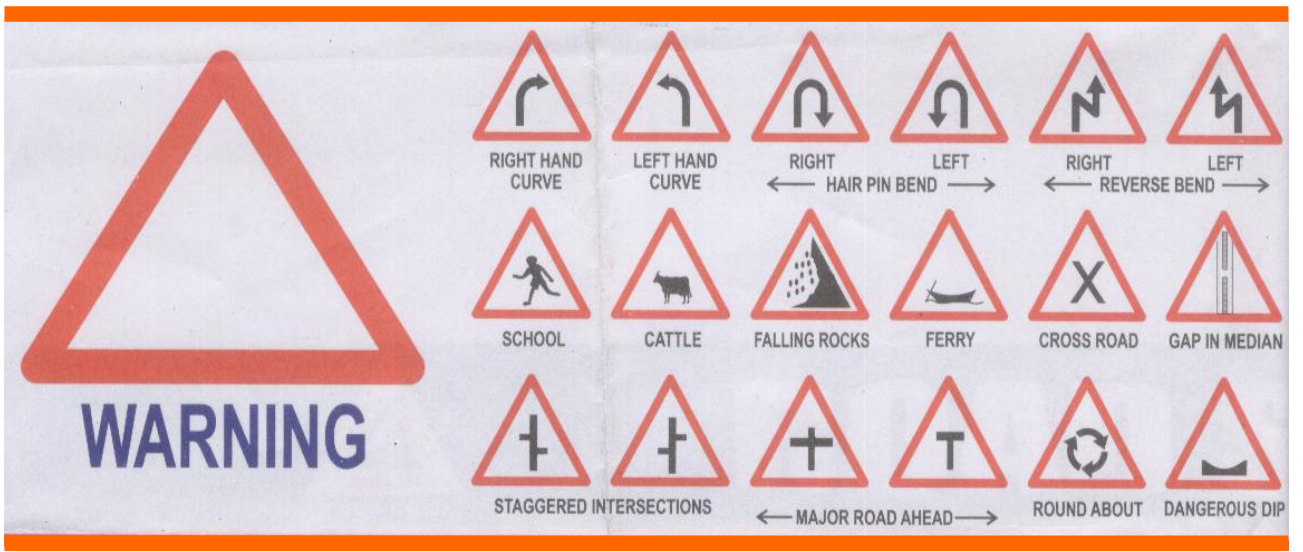 WARNING
RIGHT HAND
CURVE
LEFT HAND
CURVE
RIGHT
LEFT
HAIR PIN BEND
RIGHT
LEFT
REVERSE BEND
SCHOOL
CATTLE
FALLING ROCKS
FERRY
CROSS ROAD
GAP IN MEDIAN
STAGGERED INTERSECTIONS
MAJOR ROAD AHEAD
ROUND ABOUT
DANGEROUS DIP